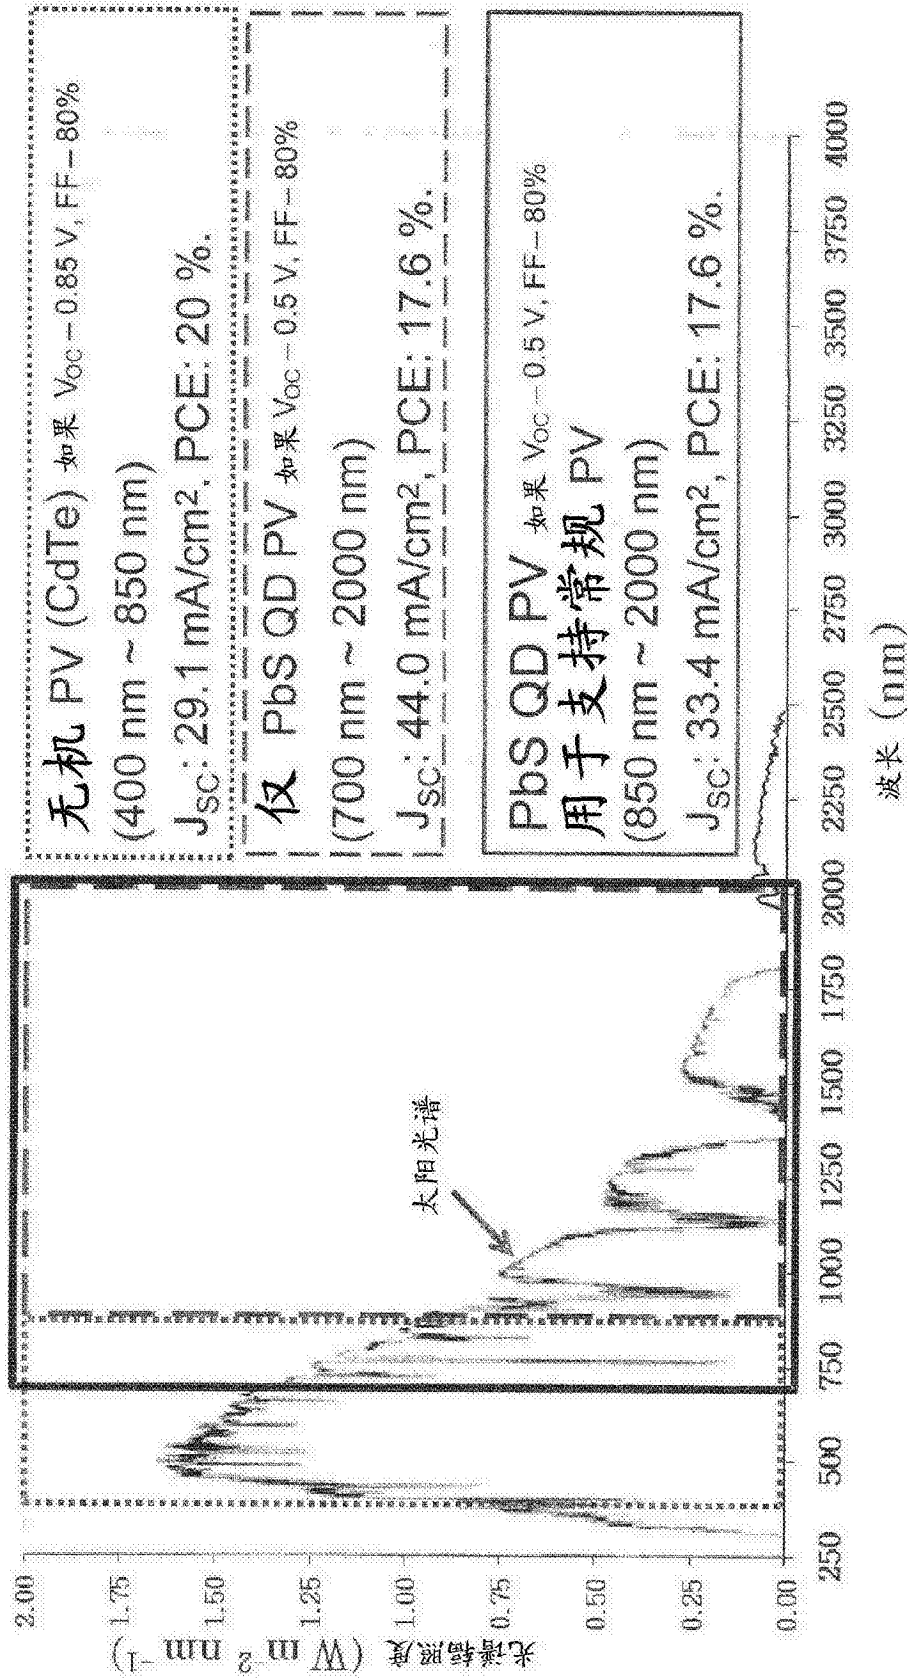 无机 PV (CdTe) 如果 VOC-0.85 V, FF-80%
(400 nm ~ 850 nm)
JSC: 29.1 mA/cm², PCE: 20 %.
仅 PbS QD PV 如果 VOC-0.5 V, FF-80%
(700 nm ~ 2000 nm)
JSC: 44.0 mA/cm², PCE: 17.6 %.
PbS QD PV 如果 VOC-0.5 V, FF-80%
用于支持常规 PV
(850 nm ~ 2000 nm)
JSC: 33.4 mA/cm², PCE: 17.6 %.
太阳光谱
光谱辐照度 (W m⁻² nm⁻¹)
2.00
1.75
1.50
1.25
1.00
0.75
0.50
0.25
0.00
250 500 750 1000 1250 1500 1750 2000 2250 2500 2750 3000 3250 3500 3750 4000
波长 (nm)